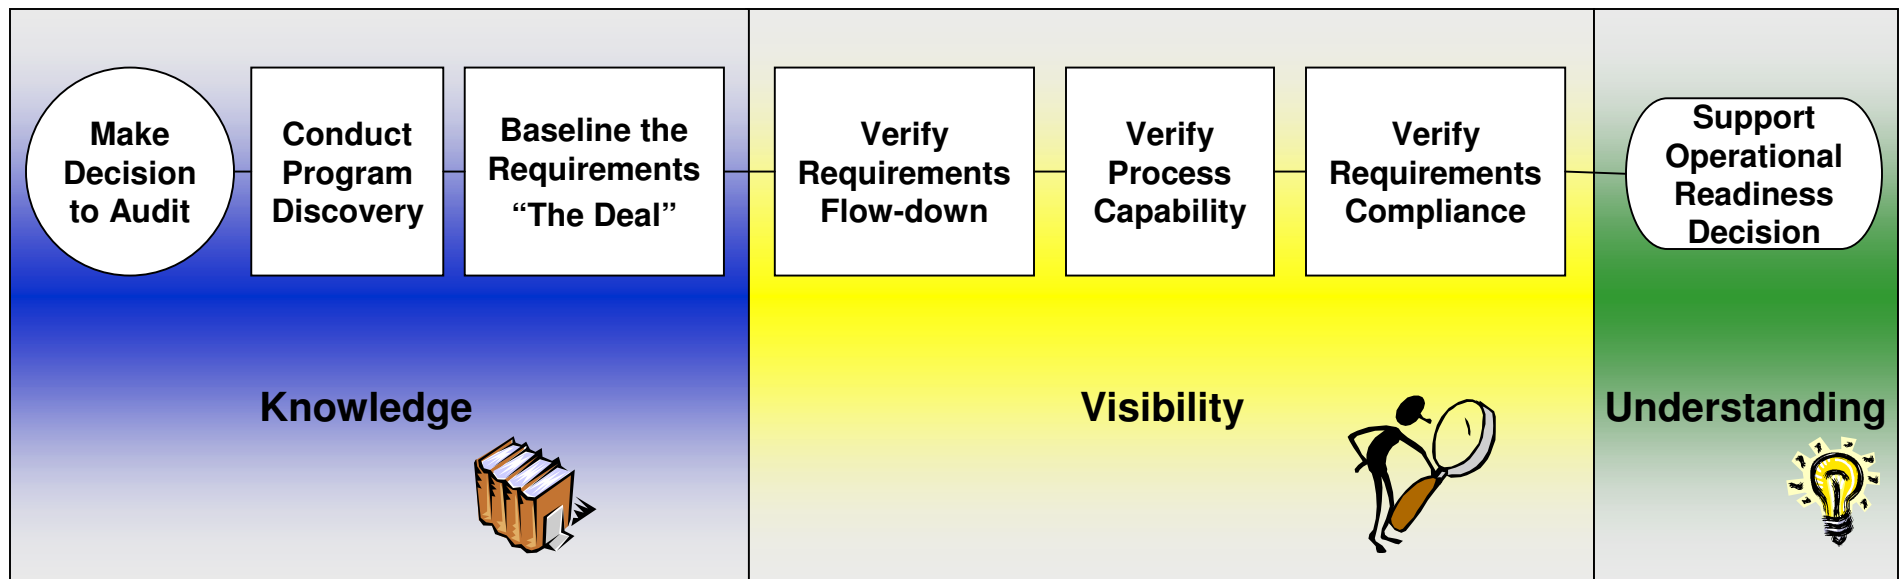 Make
Decision
to Audit
Conduct
Program
Discovery
Baseline the
Requirements
“The Deal”
Verify
Requirements
Flow-down
Verify
Process
Capability
Verify
Requirements
Compliance
Support
Operational
Readiness
Decision
Knowledge
Visibility
Understanding